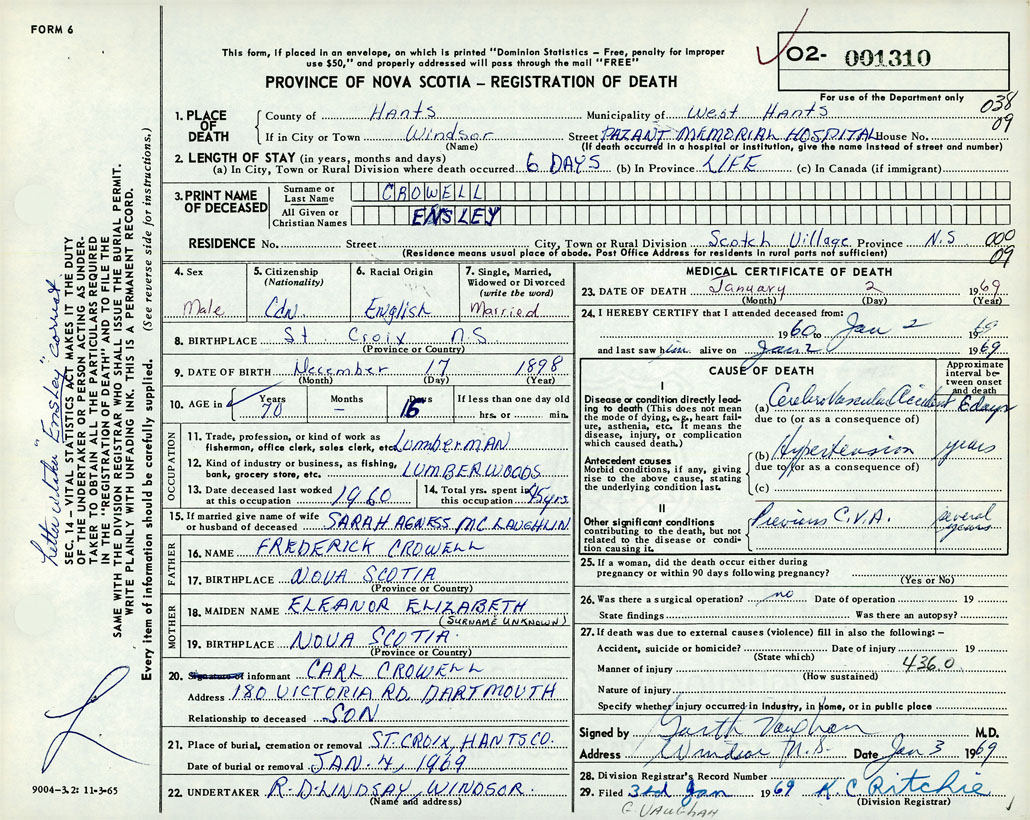 FORM 6
This form, if placed in an envelope, on which is printed "Dominion Statistics – Free, penalty for improper
use $50," and properly addressed will pass through the mail "FREE"
PROVINCE OF NOVA SCOTIA – REGISTRATION OF DEATH
02- 001310
For use of the Department only
038
09
1. PLACE OF DEATH
County of Hants Municipality of West Hants
If in City or Town Windsor Street PAZANT MEMORIAL HOSPITAL House No.
(Name) (If death occurred in a hospital or institution, give the name instead of street and number)
2. LENGTH OF STAY (in years, months and days)
(a) In City, Town or Rural Division where death occurred 6 DAYS (b) In Province LIFE (c) In Canada (if immigrant)
3. PRINT NAME OF DECEASED
Surname or Last Name CROWELL
All Given or Christian Names ENSLEY
RESIDENCE No. Street City, Town or Rural Division Scotch Village Province N.S 000
(Residence means usual place of abode. Post Office Address for residents in rural parts not sufficient) 09
4. Sex
Male
5. Citizenship
(Nationality)
Cdn.
6. Racial Origin
English
7. Single, Married,
Widowed or Divorced
(write the word)
Married
8. BIRTHPLACE St. Croix N.S.
(Province or Country)
9. DATE OF BIRTH December 17 1898
(Month) (Day) (Year)
10. AGE in
Years Months Days If less than one day old
70 – 16 hrs. or min.
OCCUPATION
11. Trade, profession, or kind of work as
fisherman, office clerk, sales clerk, etc. LUMBERMAN
12. Kind of industry or business, as fishing,
bank, grocery store, etc. LUMBERWOODS
13. Date deceased last worked
at this occupation 1960
14. Total yrs. spent in
this occupation 45yrs.
15. If married give name of wife
or husband of deceased SARAH AGNESS MC.LAUGHLIN
FATHER
16. NAME FREDERICK CROWELL
17. BIRTHPLACE NOVA SCOTIA
(Province or Country)
MOTHER
18. MAIDEN NAME ELEANOR ELIZABETH
(SURNAME UNKNOWN)
19. BIRTHPLACE NOVA SCOTIA.
(Province or Country)
20. Signature of informant CARL CROWELL
Address 180 VICTORIA RD. DARTMOUTH
Relationship to deceased SON
21. Place of burial, cremation or removal ST. CROIX, HANTS CO.
Date of burial or removal JAN. 4, 1969
22. UNDERTAKER R.D. LINDSAY, WINDSOR.
(Name and address)
MEDICAL CERTIFICATE OF DEATH
23. DATE OF DEATH January 2 1969
(Month) (Day) (Year)
24. I HEREBY CERTIFY that I attended deceased from:
1960 to Jan 2 1969
and last saw him alive on Jan 2 1969
CAUSE OF DEATH
Approximate
interval be-
tween onset
and death
I
Disease or condition directly lead-
ing to death (This does not
mean the mode of dying, e.g., heart fail-
ure, asthenia, etc. It means the
disease, injury, or complication
which caused death.)
(a) Cerebro Vascular Accident 6 days
due to (or as a consequence of)
(b) Hypertension years
due to (or as a consequence of)
(c)
Antecedent causes
Morbid conditions, if any, giving
rise to the above cause, stating
the underlying condition last.
II
Other significant conditions
contributing to the death, but not
related to the disease or condi-
tion causing it.
Previous C.V.A. several
years
25. If a woman, did the death occur either during
pregnancy or within 90 days following pregnancy?
(Yes or No)
26. Was there a surgical operation? no Date of operation 19
State findings Was there an autopsy?
27. If death was due to external causes (violence) fill in also the following: –
Accident, suicide or homicide? Date of injury 19
(State which)
Manner of injury 436.0
(How sustained)
Nature of injury
Specify whether injury occurred in industry, in home, or in public place
Signed by Garth Vaughan M.D.
Address Windsor N.S. Date Jan 3 1969
28. Division Registrar's Record Number
29. Filed 3rd Jan 1969 K. C. Ritchie
(Division Registrar)
G VAUGHAN
9004-3.2: 11-3-65
Letter written "Ensley" correct
SEC. 14 – VITAL STATISTICS ACT MAKES IT THE DUTY
OF THE UNDERTAKER OR PERSON ACTING AS UNDER-
TAKER TO OBTAIN ALL THE PARTICULARS REQUIRED
IN THE "REGISTRATION OF DEATH" AND TO FILE THE
SAME WITH THE DIVISION REGISTRAR WHO SHALL ISSUE THE BURIAL PERMIT.
WRITE PLAINLY WITH UNFADING INK. THIS IS A PERMANENT RECORD.
Every item of information should be carefully supplied. (See reverse side for instructions.)